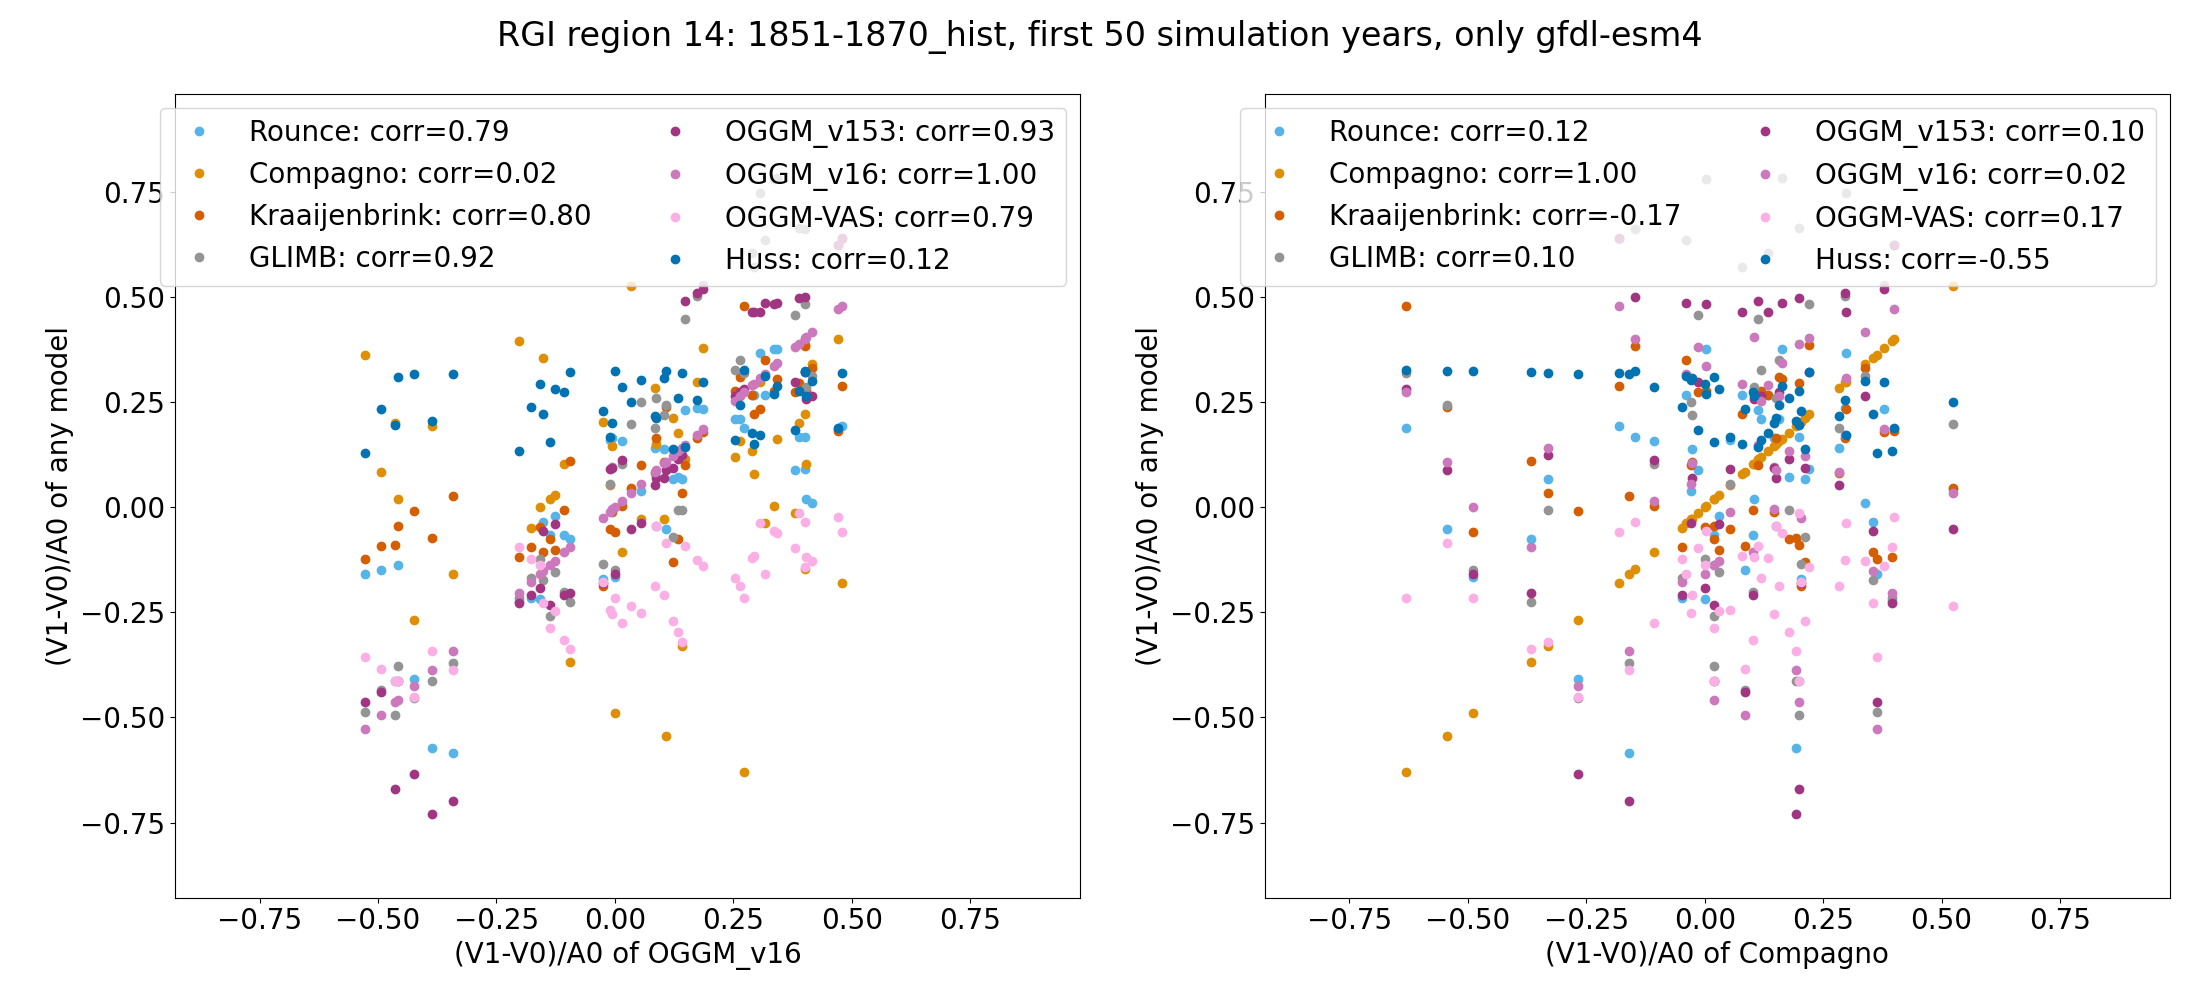 RGI region 14: 1851-1870_hist, first 50 simulation years, only gfdl-esm4
Rounce: corr=0.79
Compagno: corr=0.02
Kraaijenbrink: corr=0.80
GLIMB: corr=0.92
OGGM_v153: corr=0.93
OGGM_v16: corr=1.00
OGGM-VAS: corr=0.79
Huss: corr=0.12
(V1-V0)/A0 of any model
0.75
0.50
0.25
0.00
−0.25
−0.50
−0.75
−0.75 −0.50 −0.25 0.00 0.25 0.50 0.75
(V1-V0)/A0 of OGGM_v16
Rounce: corr=0.12
Compagno: corr=1.00
Kraaijenbrink: corr=-0.17
GLIMB: corr=0.10
OGGM_v153: corr=0.10
OGGM_v16: corr=0.02
OGGM-VAS: corr=0.17
Huss: corr=-0.55
(V1-V0)/A0 of any model
0.75
0.50
0.25
0.00
−0.25
−0.50
−0.75
−0.75 −0.50 −0.25 0.00 0.25 0.50 0.75
(V1-V0)/A0 of Compagno